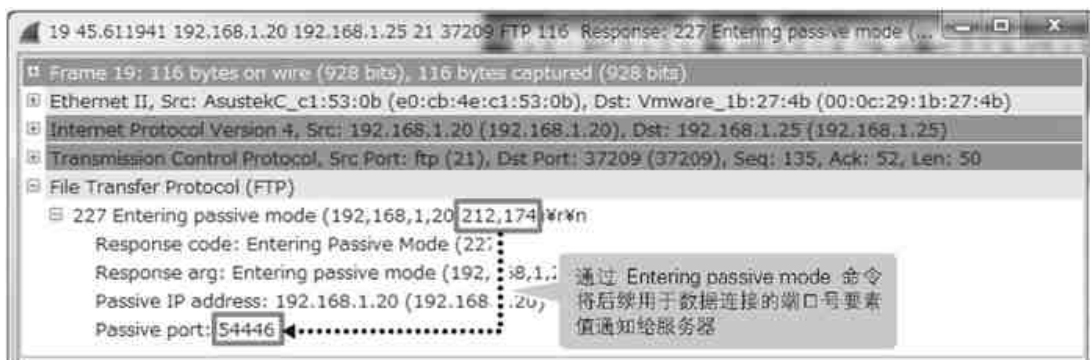 19 45.611941 192.168.1.20 192.168.1.25 21 37209 FTP 116 Response: 227 Entering passive mode (...
Frame 19: 116 bytes on wire (928 bits), 116 bytes captured (928 bits)
Ethernet II, Src: AsustekC_c1:53:0b (e0:cb:4e:c1:53:0b), Dst: Vmware_1b:27:4b (00:0c:29:1b:27:4b)
Internet Protocol Version 4, Src: 192.168.1.20 (192.168.1.20), Dst: 192.168.1.25 (192.168.1.25)
Transmission Control Protocol, Src Port: ftp (21), Dst Port: 37209 (37209), Seq: 135, Ack: 52, Len: 50
File Transfer Protocol (FTP)
227 Entering passive mode (192,168,1,20 212,174)¥r¥n
Response code: Entering Passive Mode (227
Response arg: Entering passive mode (192,
Passive IP address: 192.168.1.20 (192.168
Passive port: 54446
通过 Entering passive mode 命令
将后续用于数据连接的端口号要素
值通知给服务器